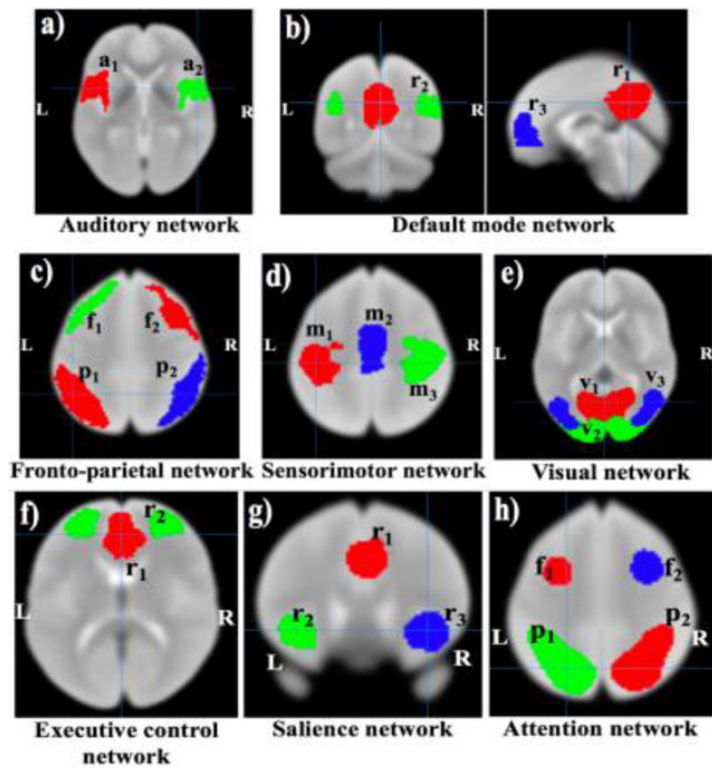 a)
a1
a2
L
R
Auditory network
b)
r2
L
R
r1
r3
Default mode network
c)
f1
f2
L
R
p1
p2
Fronto-parietal network
d)
m1
m2
L
R
m3
Sensorimotor network
e)
L
R
v1
v3
v2
Visual network
f)
r2
r1
L
R
Executive control
network
g)
r1
r2
r3
L
R
Salience network
h)
f1
f2
L
p1
p2
R
Attention network